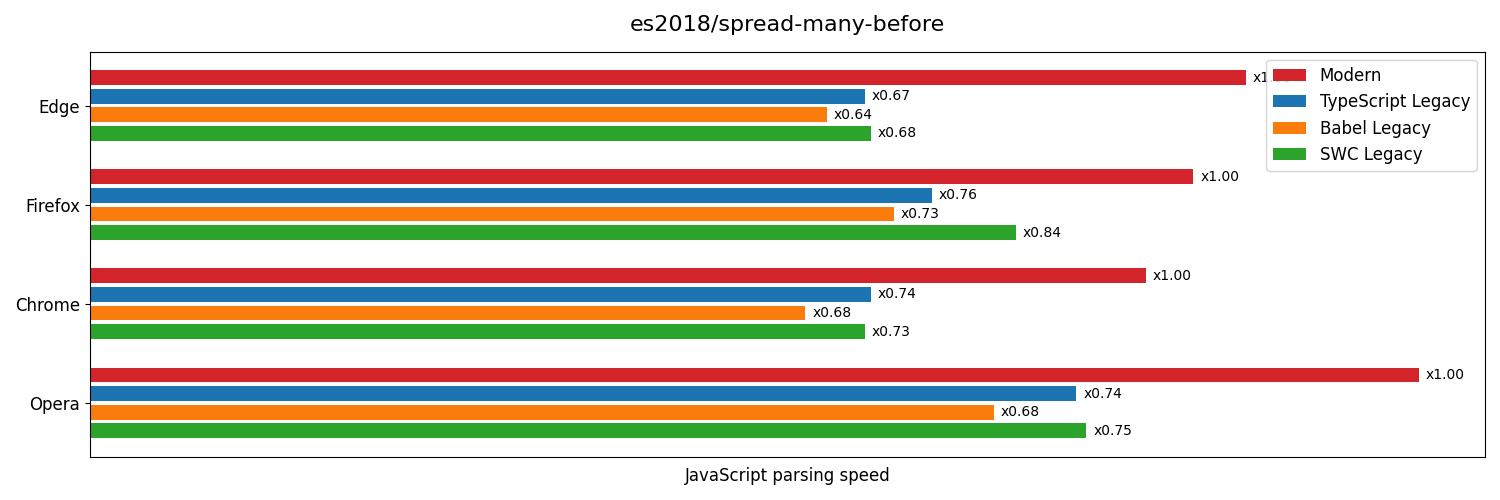 es2018/spread-many-before
Edge
x1.
x0.67
x0.64
x0.68
Firefox
x1.00
x0.76
x0.73
x0.84
Chrome
x1.00
x0.74
x0.68
x0.73
Opera
x1.00
x0.74
x0.68
x0.75
Modern
TypeScript Legacy
Babel Legacy
SWC Legacy
JavaScript parsing speed